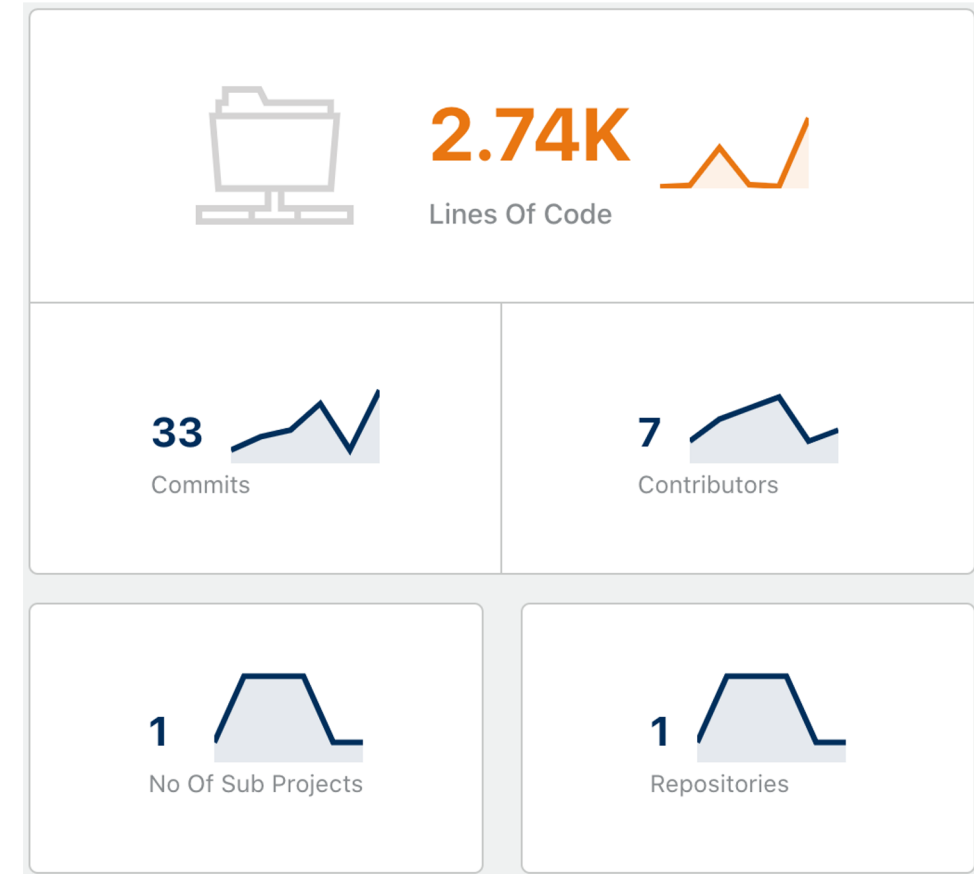 2.74K
Lines Of Code
33
Commits
7
Contributors
1
No Of Sub Projects
1
Repositories